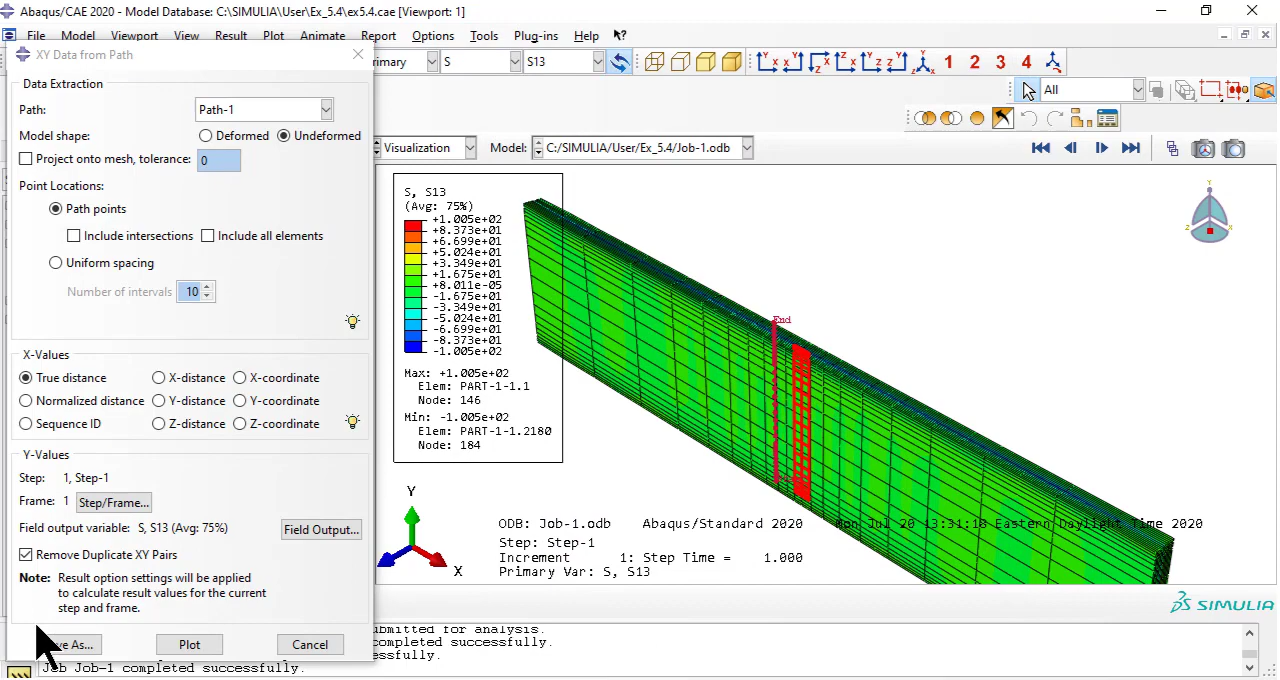 Abaqus/CAE 2020 - Model Database: C:\SIMULIA\User\Ex_5.4\ex5.4.cae [Viewport: 1]
File Model Viewport View Result Plot Animate Report Options Tools Plug-ins Help
XY Data from Path
rimary S S13
1 2 3 4
All
Visualization Model: C:/SIMULIA/User/Ex_5.4/Job-1.odb
Data Extraction
Path: Path-1
Model shape: Deformed Undeformed
Project onto mesh, tolerance: 0
Point Locations:
Path points
Include intersections Include all elements
Uniform spacing
Number of intervals 10
X-Values
True distance X-distance X-coordinate
Normalized distance Y-distance Y-coordinate
Sequence ID Z-distance Z-coordinate
Y-Values
Step: 1, Step-1
Frame: 1 Step/Frame...
Field output variable: S, S13 (Avg: 75%)
Field Output...
Remove Duplicate XY Pairs
Note: Result option settings will be applied
to calculate result values for the current
step and frame.
ve As... Plot Cancel
S, S13
(Avg: 75%)
+1.005e+02
+8.373e+01
+6.699e+01
+5.024e+01
+3.349e+01
+1.675e+01
+8.011e-05
-1.675e+01
-3.349e+01
-5.024e+01
-6.699e+01
-8.373e+01
-1.005e+02
Max: +1.005e+02
Elem: PART-1-1.1
Node: 146
Min: -1.005e+02
Elem: PART-1-1.2180
Node: 184
End
Y
Z X
Y
X
ODB: Job-1.odb Abaqus/Standard 2020 Mon Jul 20 13:31:18 Eastern Daylight Time 2020
Step: Step-1
Increment 1: Step Time = 1.000
Primary Var: S, S13
SIMULIA
ubmitted for analysis.
completed successfully.
essfully.
Job Job-1 completed successfully.